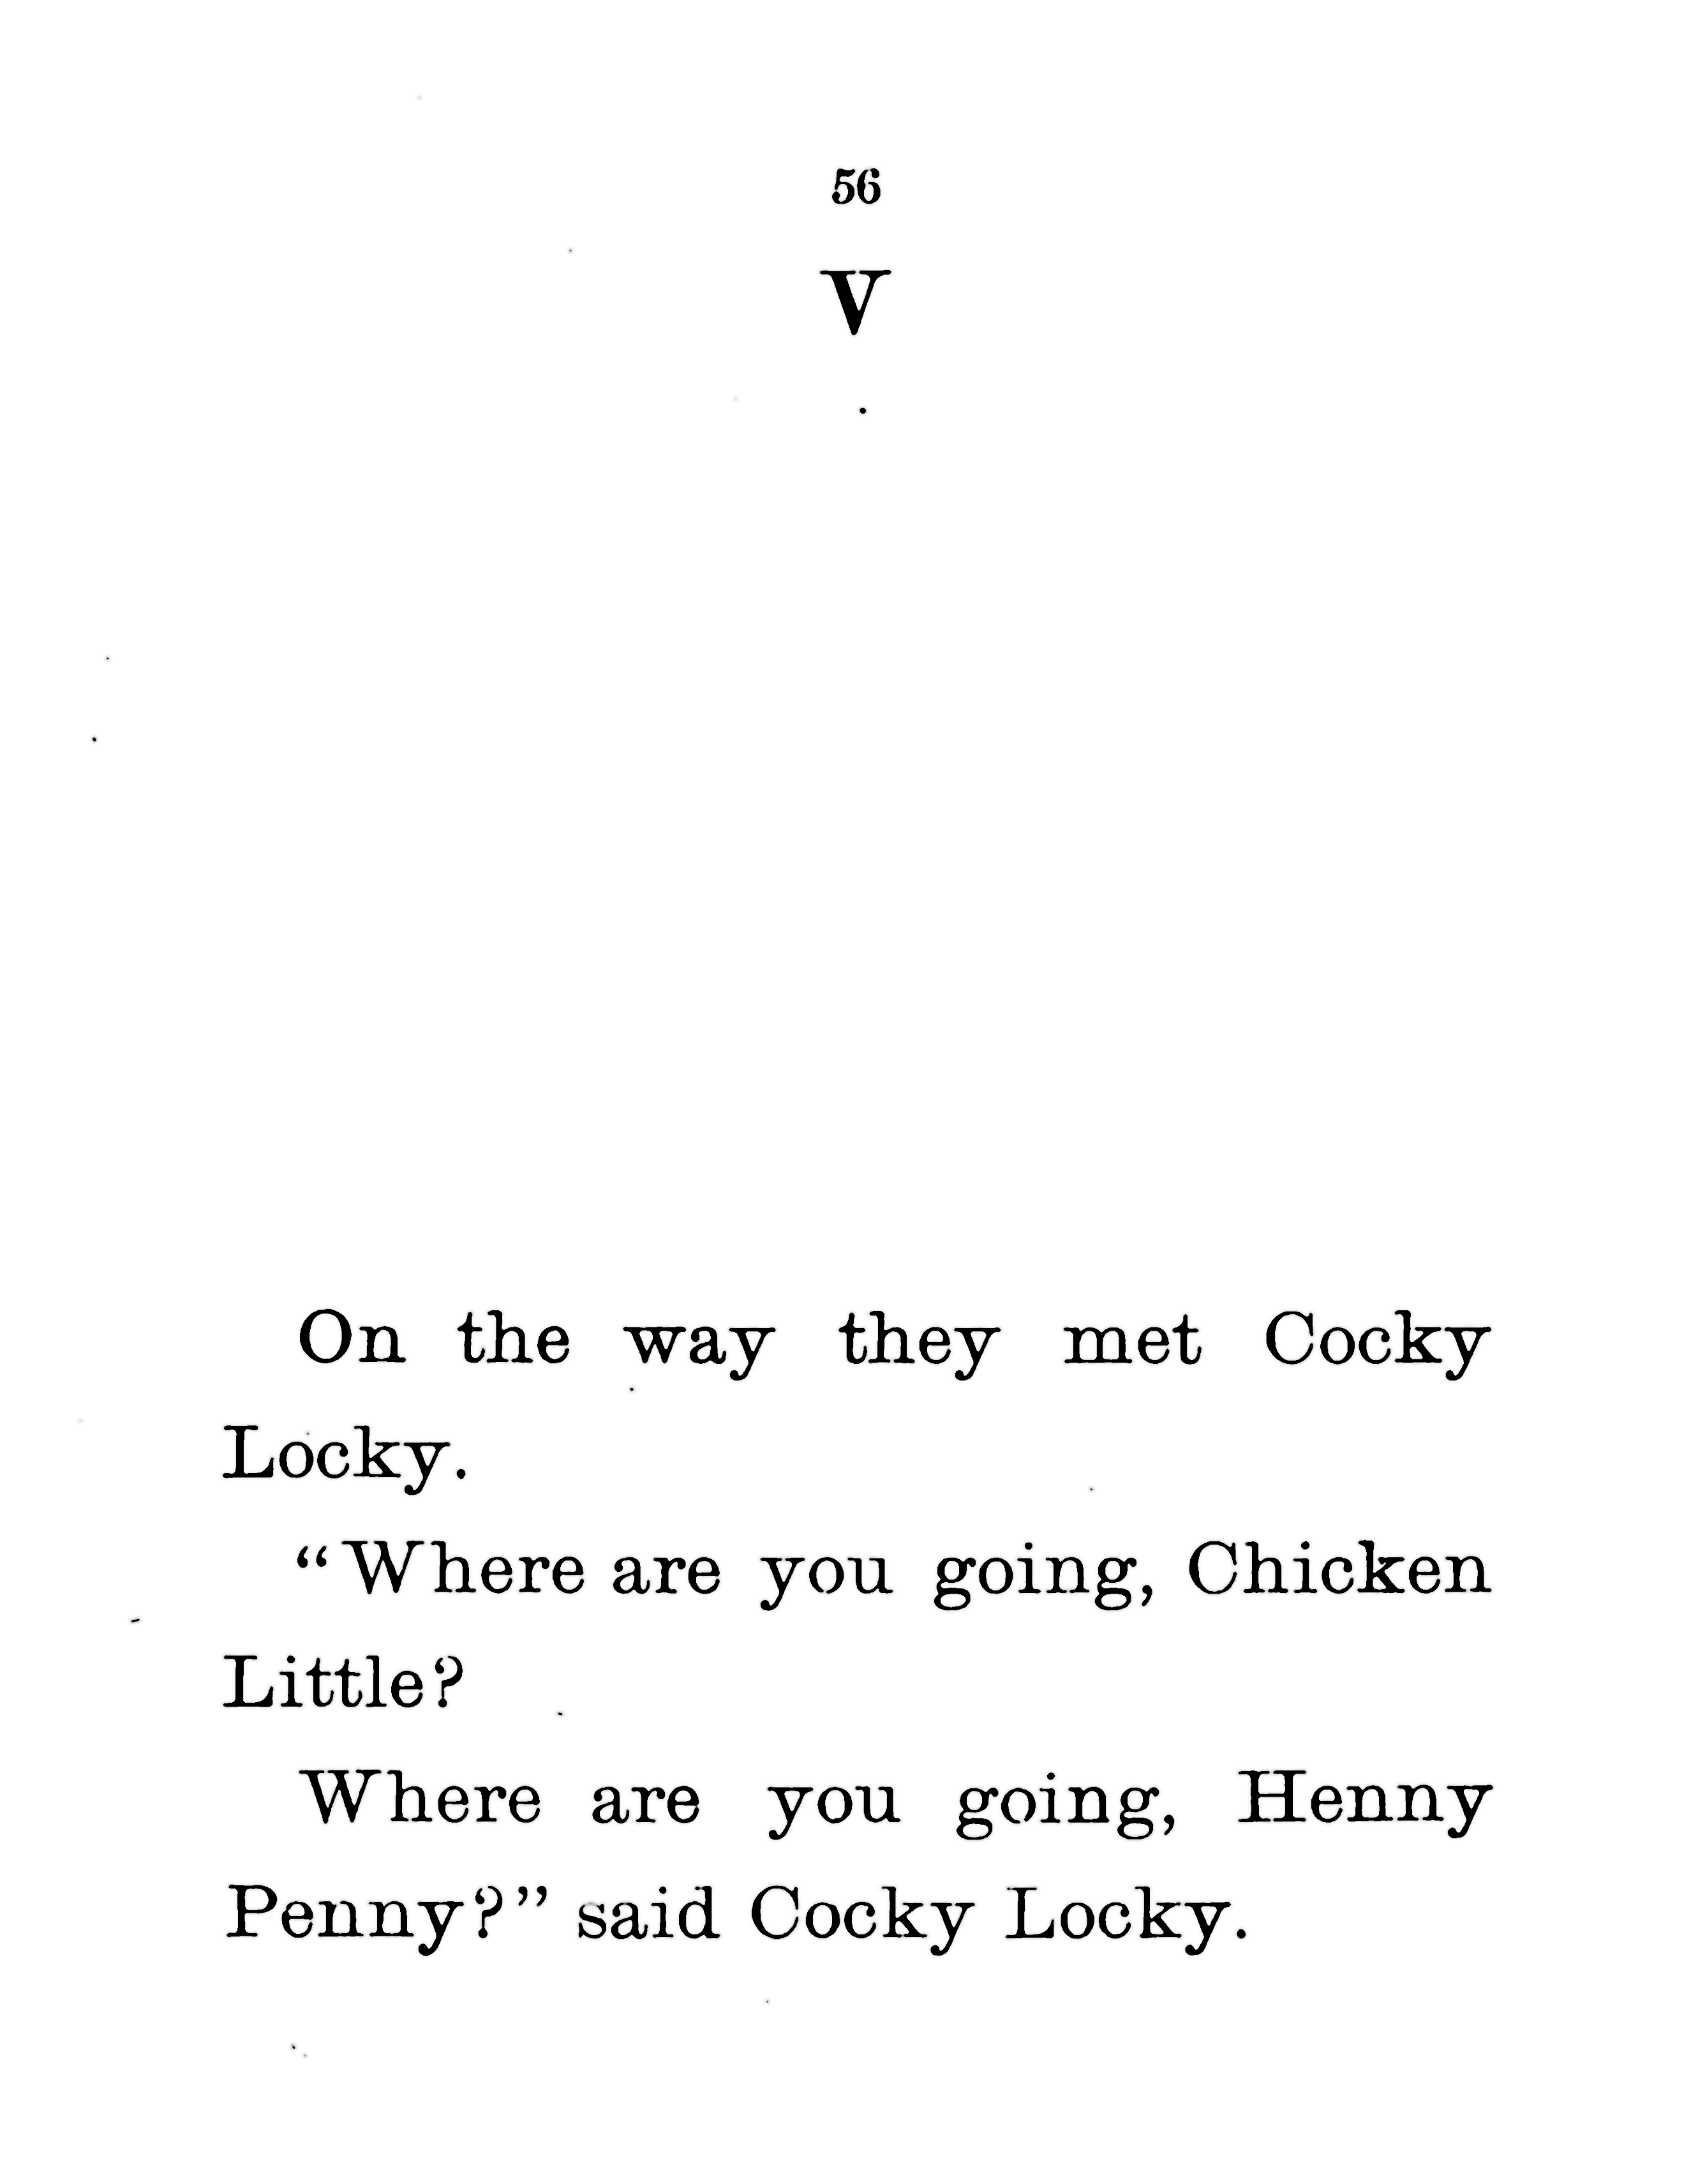 56
V
On the way they met Cocky
Locky.
“Where are you going, Chicken
Little?
Where are you going, Henny
Penny?” said Cocky Locky.